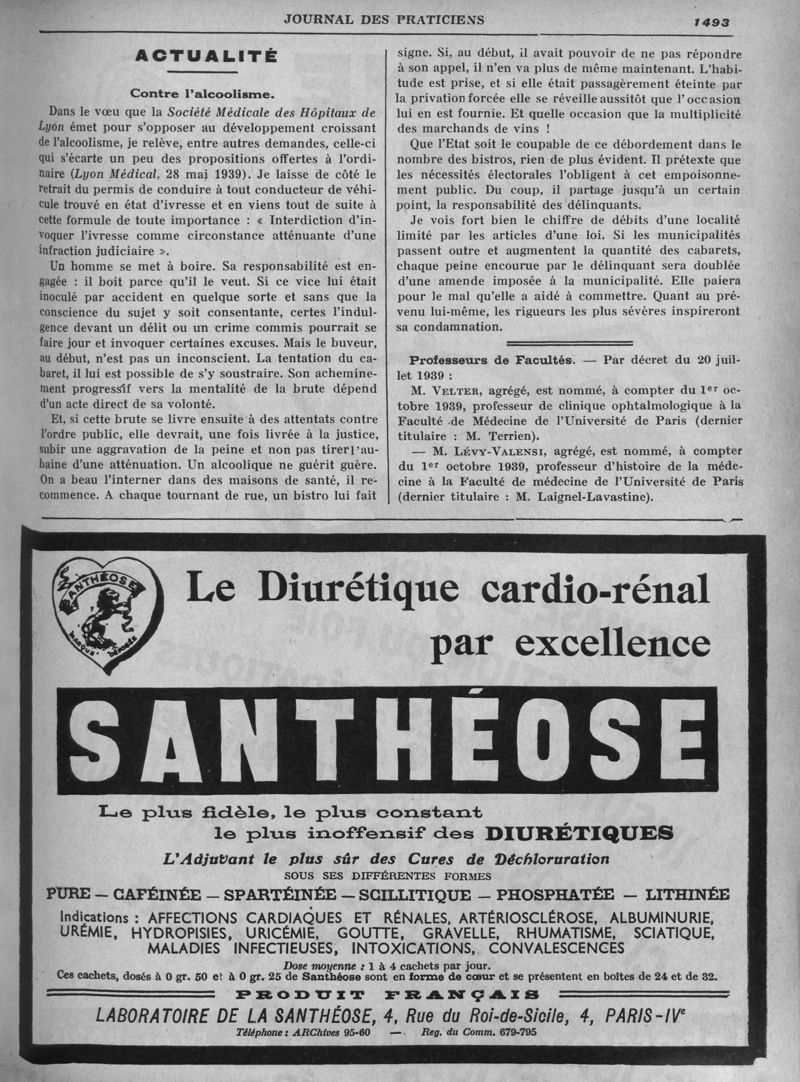 JOURNAL DES PRATICIENS
1493
ACTUALITÉ
Contre l'alcoolisme.
Dans le vœu que la Société Médicale des Hôpitaux de
Lyon émet pour s'opposer au développement croissant
de l'alcoolisme, je relève, entre autres demandes, celle-ci
qui s'écarte un peu des propositions offertes à l'ordi-
naire (Lyon Médical, 28 mai 1939). Je laisse de côté le
retrait du permis de conduire à tout conducteur de véhi-
cule trouvé en état d'ivresse et en viens tout de suite à
cette formule de toute importance : « Interdiction d'in-
voquer l'ivresse comme circonstance atténuante d'une
infraction judiciaire ».
Un homme se met à boire. Sa responsabilité est en-
gagée : il boit parce qu'il le veut. Si ce vice lui était
inoculé par accident en quelque sorte et sans que la
conscience du sujet y soit consentante, certes l'indul-
gence devant un délit ou un crime commis pourrait se
faire jour et invoquer certaines excuses. Mais le buveur,
au début, n'est pas un inconscient. La tentation du ca-
baret, il lui est possible de s'y soustraire. Son achemine-
ment progressif vers la mentalité de la brute dépend
d'un acte direct de sa volonté.
Et, si cette brute se livre ensuite à des attentats contre
l'ordre public, elle devrait, une fois livrée à la justice,
subir une aggravation de la peine et non pas tirer l'au-
baine d'une atténuation. Un alcoolique ne guérit guère.
On a beau l'interner dans des maisons de santé, il re-
commence. A chaque tournant de rue, un bistro lui fait
signe. Si, au début, il avait pouvoir de ne pas répondre
à son appel, il n'en va plus de même maintenant. L'habi-
tude est prise, et si elle était passagèrement éteinte par
la privation forcée elle se réveille aussitôt que l'occasion
lui en est fournie. Et quelle occasion que la multiplicité
des marchands de vins !
Que l'Etat soit le coupable de ce débordement dans le
nombre des bistros, rien de plus évident. Il prétexte que
les nécessités électorales l'obligent à cet empoisonne-
ment public. Du coup, il partage jusqu'à un certain
point, la responsabilité des délinquants.
Je vois fort bien le chiffre de débits d'une localité
limité par les articles d'une loi. Si les municipalités
passent outre et augmentent la quantité des cabarets,
chaque peine encourue par le délinquant sera doublée
d'une amende imposée à la municipalité. Elle paiera
pour le mal qu'elle a aidé à commettre. Quant au pré-
venu lui-même, les rigueurs les plus sévères inspireront
sa condamnation.
Professeurs de Facultés. — Par décret du 20 juil-
let 1939 :
M. VELTER, agrégé, est nommé, à compter du 1er oc-
tobre 1939, professeur de clinique ophtalmologique à la
Faculté de Médecine de l'Université de Paris (dernier
titulaire : M. Terrien).
— M. LÉVY-VALENSI, agrégé, est nommé, à compter
du 1er octobre 1939, professeur d'histoire de la méde-
cine à la Faculté de médecine de l'Université de Paris
(dernier titulaire : M. Laignel-Lavastine).
SANTHÉOSE
MARQUE DÉPOSÉE
Le Diurétique cardio-rénal
par excellence
SANTHÉOSE
Le plus fidèle, le plus constant
le plus inoffensif des DIURÉTIQUES
L'Adjuvant le plus sûr des Cures de Déchloruration
SOUS SES DIFFÉRENTES FORMES
PURE — CAFÉINÉE — SPARTÉINÉE — SCILLITIQUE — PHOSPHATÉE — LITHINÉE
Indications : AFFECTIONS CARDIAQUES ET RÉNALES, ARTÉRIOSCLÉROSE, ALBUMINURIE,
URÉMIE, HYDROPISIES, URICÉMIE, GOUTTE, GRAVELLE, RHUMATISME, SCIATIQUE,
MALADIES INFECTIEUSES, INTOXICATIONS, CONVALESCENCES
Dose moyenne : 1 à 4 cachets par jour.
Ces cachets, dosés à 0 gr. 50 et à 0 gr. 25 de Santhéose sont en forme de cœur et se présentent en boîtes de 24 et de 32.
PRODUIT FRANÇAIS
LABORATOIRE DE LA SANTHÉOSE, 4, Rue du Roi-de-Sicile, 4, PARIS-IVe
Téléphone : ARChives 95-60 — Reg. du Comm. 679-795